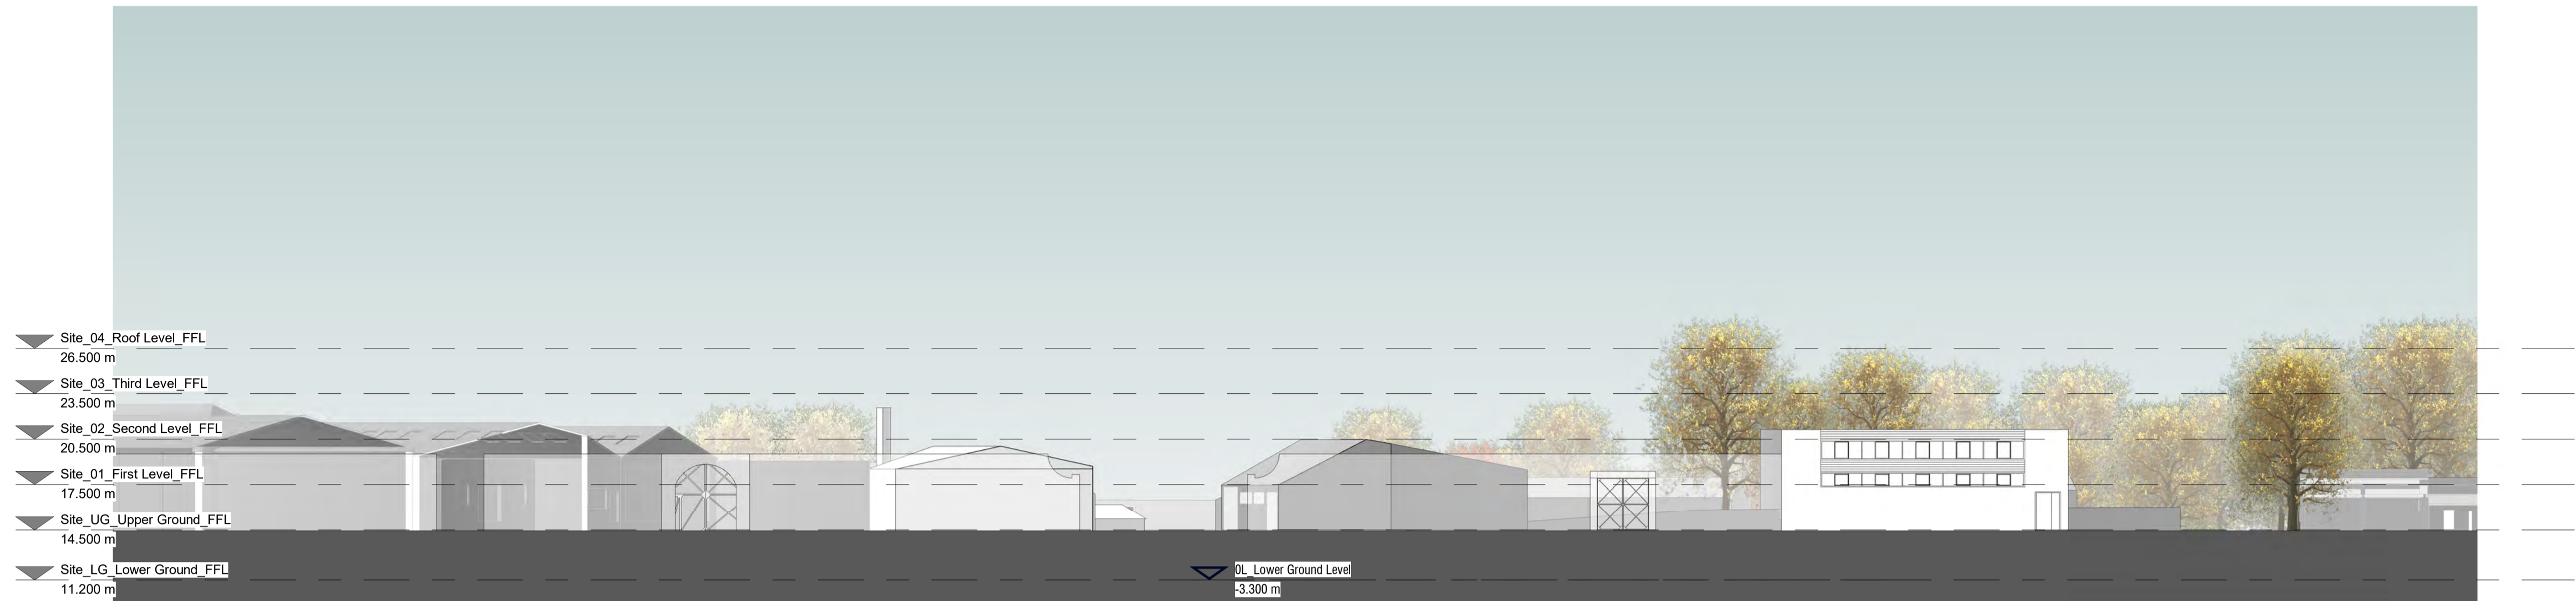 Site_04_Roof Level_FFL
26.500 m
Site_03_Third Level_FFL
23.500 m
Site_02_Second Level_FFL
20.500 m
Site_01_First Level_FFL
17.500 m
Site_UG_Upper Ground_FFL
14.500 m
Site_LG_Lower Ground_FFL
11.200 m
0L_Lower Ground Level
-3.300 m